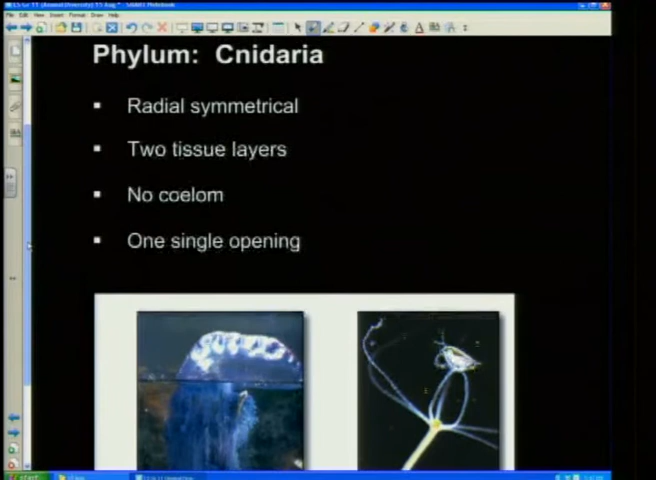 Phylum: Cnidaria
Radial symmetrical
Two tissue layers
No coelom
One single opening